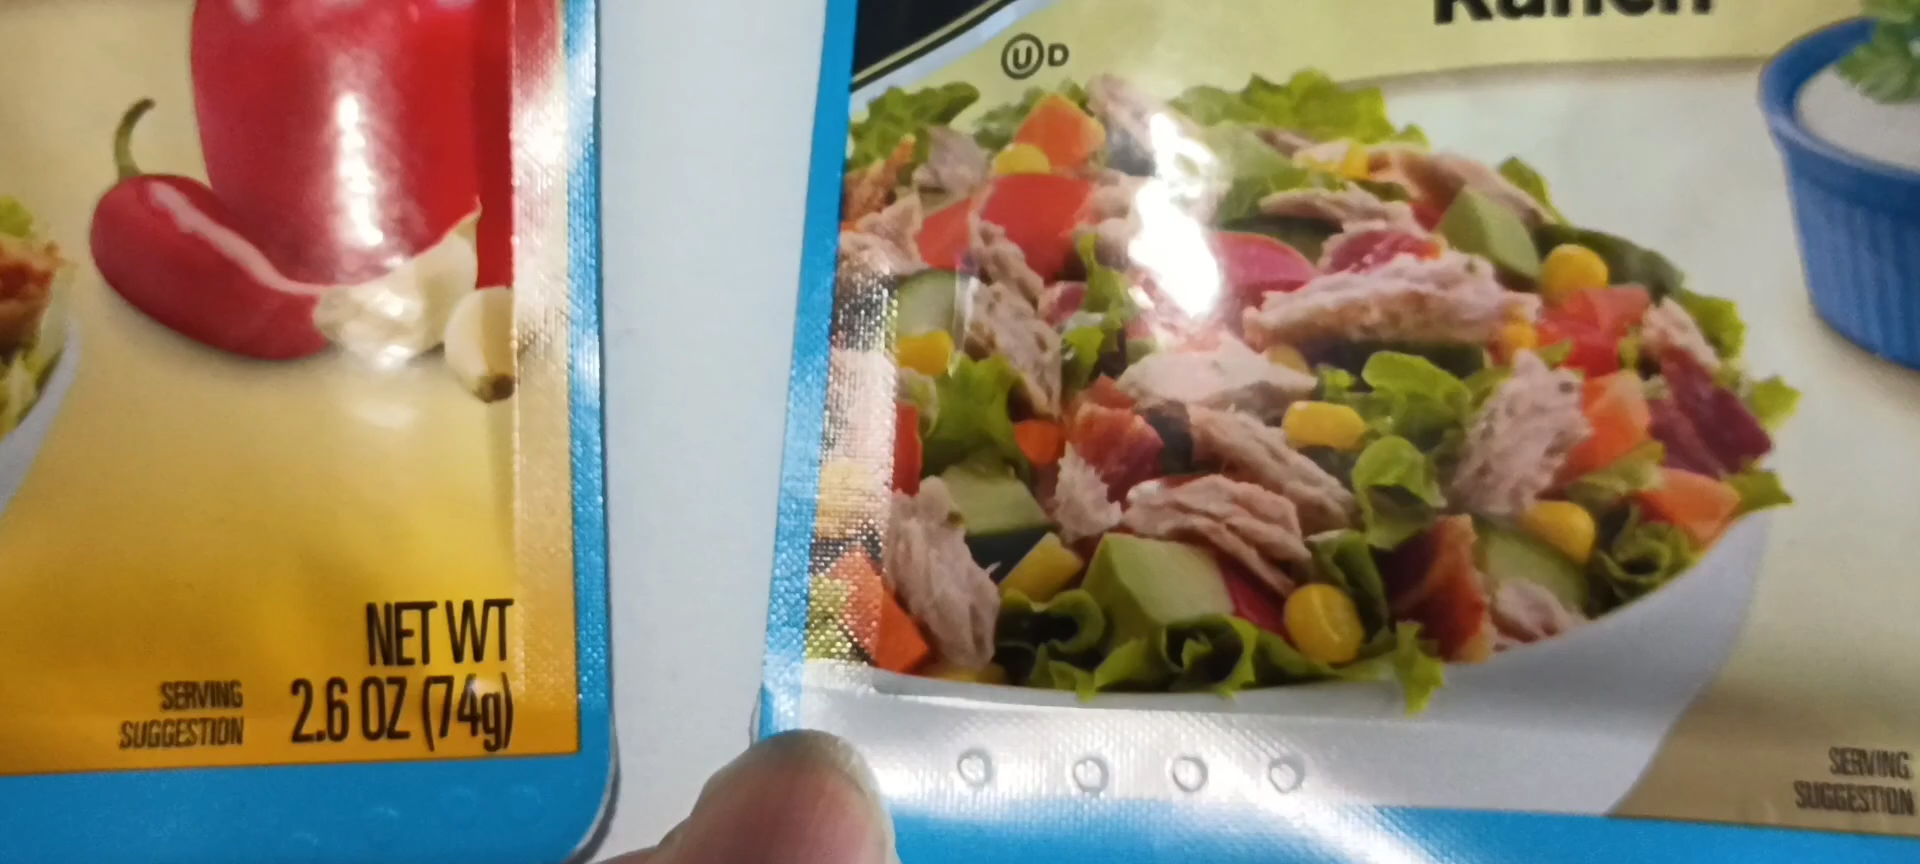 Ranch
U D
NET WT
2.6 OZ (74g)
SERVING
SUGGESTION
SERVING
SUGGESTION